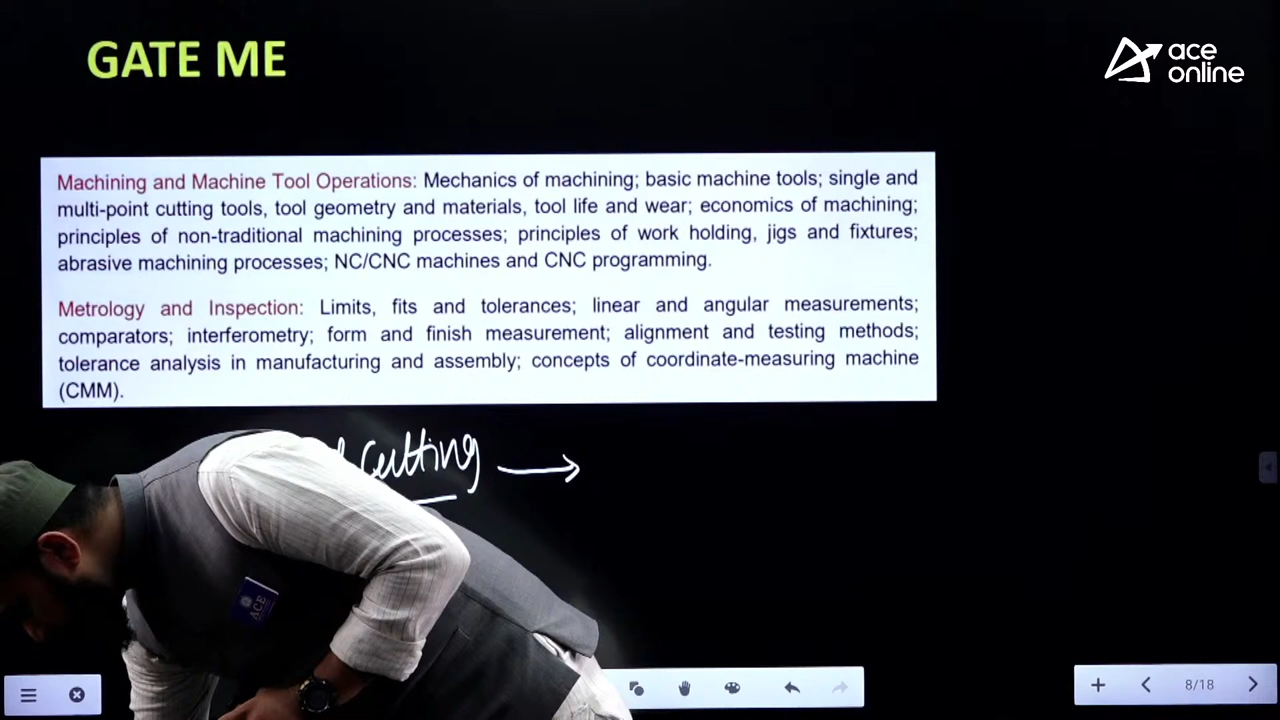 GATE ME
ace
online
Machining and Machine Tool Operations: Mechanics of machining; basic machine tools; single and
multi-point cutting tools, tool geometry and materials, tool life and wear; economics of machining;
principles of non-traditional machining processes; principles of work holding, jigs and fixtures;
abrasive machining processes; NC/CNC machines and CNC programming.
Metrology and Inspection: Limits, fits and tolerances; linear and angular measurements;
comparators; interferometry; form and finish measurement; alignment and testing methods;
tolerance analysis in manufacturing and assembly; concepts of coordinate-measuring machine
(CMM).
Cutting
ACE
8/18